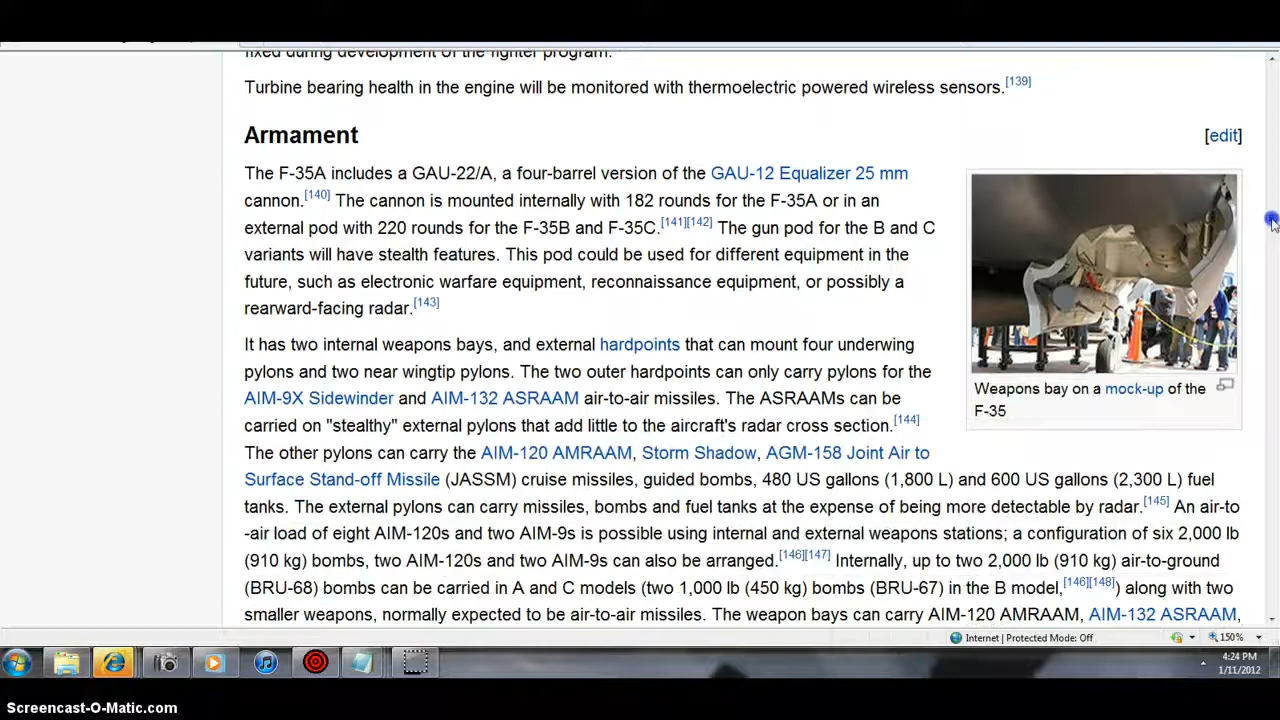 fixed during development of the fighter program.
Turbine bearing health in the engine will be monitored with thermoelectric powered wireless sensors.[139]
Armament
[edit]
The F-35A includes a GAU-22/A, a four-barrel version of the GAU-12 Equalizer 25 mm
cannon.[140] The cannon is mounted internally with 182 rounds for the F-35A or in an
external pod with 220 rounds for the F-35B and F-35C.[141][142] The gun pod for the B and C
variants will have stealth features. This pod could be used for different equipment in the
future, such as electronic warfare equipment, reconnaissance equipment, or possibly a
rearward-facing radar.[143]
Weapons bay on a mock-up of the
F-35
It has two internal weapons bays, and external hardpoints that can mount four underwing
pylons and two near wingtip pylons. The two outer hardpoints can only carry pylons for the
AIM-9X Sidewinder and AIM-132 ASRAAM air-to-air missiles. The ASRAAMs can be
carried on "stealthy" external pylons that add little to the aircraft's radar cross section.[144]
The other pylons can carry the AIM-120 AMRAAM, Storm Shadow, AGM-158 Joint Air to
Surface Stand-off Missile (JASSM) cruise missiles, guided bombs, 480 US gallons (1,800 L) and 600 US gallons (2,300 L) fuel
tanks. The external pylons can carry missiles, bombs and fuel tanks at the expense of being more detectable by radar.[145] An air-to
-air load of eight AIM-120s and two AIM-9s is possible using internal and external weapons stations; a configuration of six 2,000 lb
(910 kg) bombs, two AIM-120s and two AIM-9s can also be arranged.[146][147] Internally, up to two 2,000 lb (910 kg) air-to-ground
(BRU-68) bombs can be carried in A and C models (two 1,000 lb (450 kg) bombs (BRU-67) in the B model,[146][148]) along with two
smaller weapons, normally expected to be air-to-air missiles. The weapon bays can carry AIM-120 AMRAAM, AIM-132 ASRAAM,
Internet | Protected Mode: Off
150%
4:24 PM
1/11/2012
Screencast-O-Matic.com